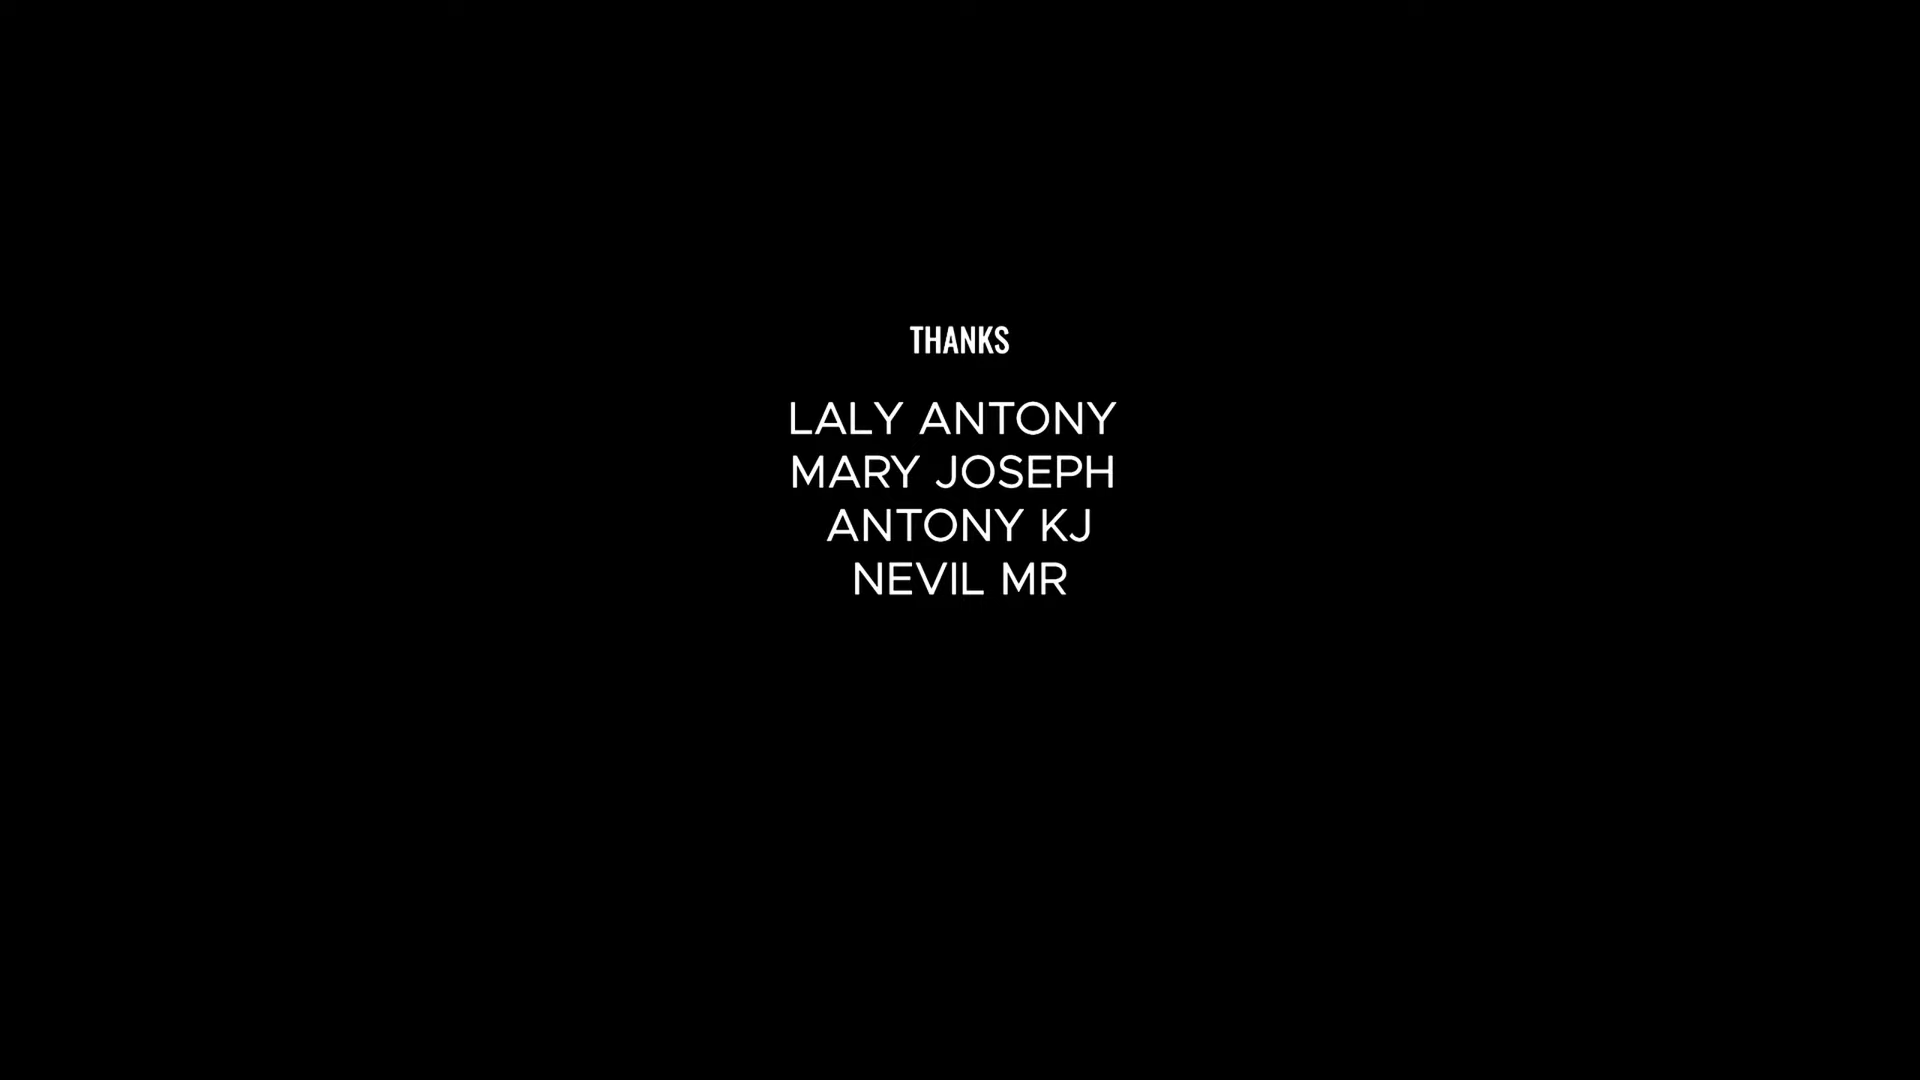 THANKS
LALY ANTONY
MARY JOSEPH
ANTONY KJ
NEVIL MR